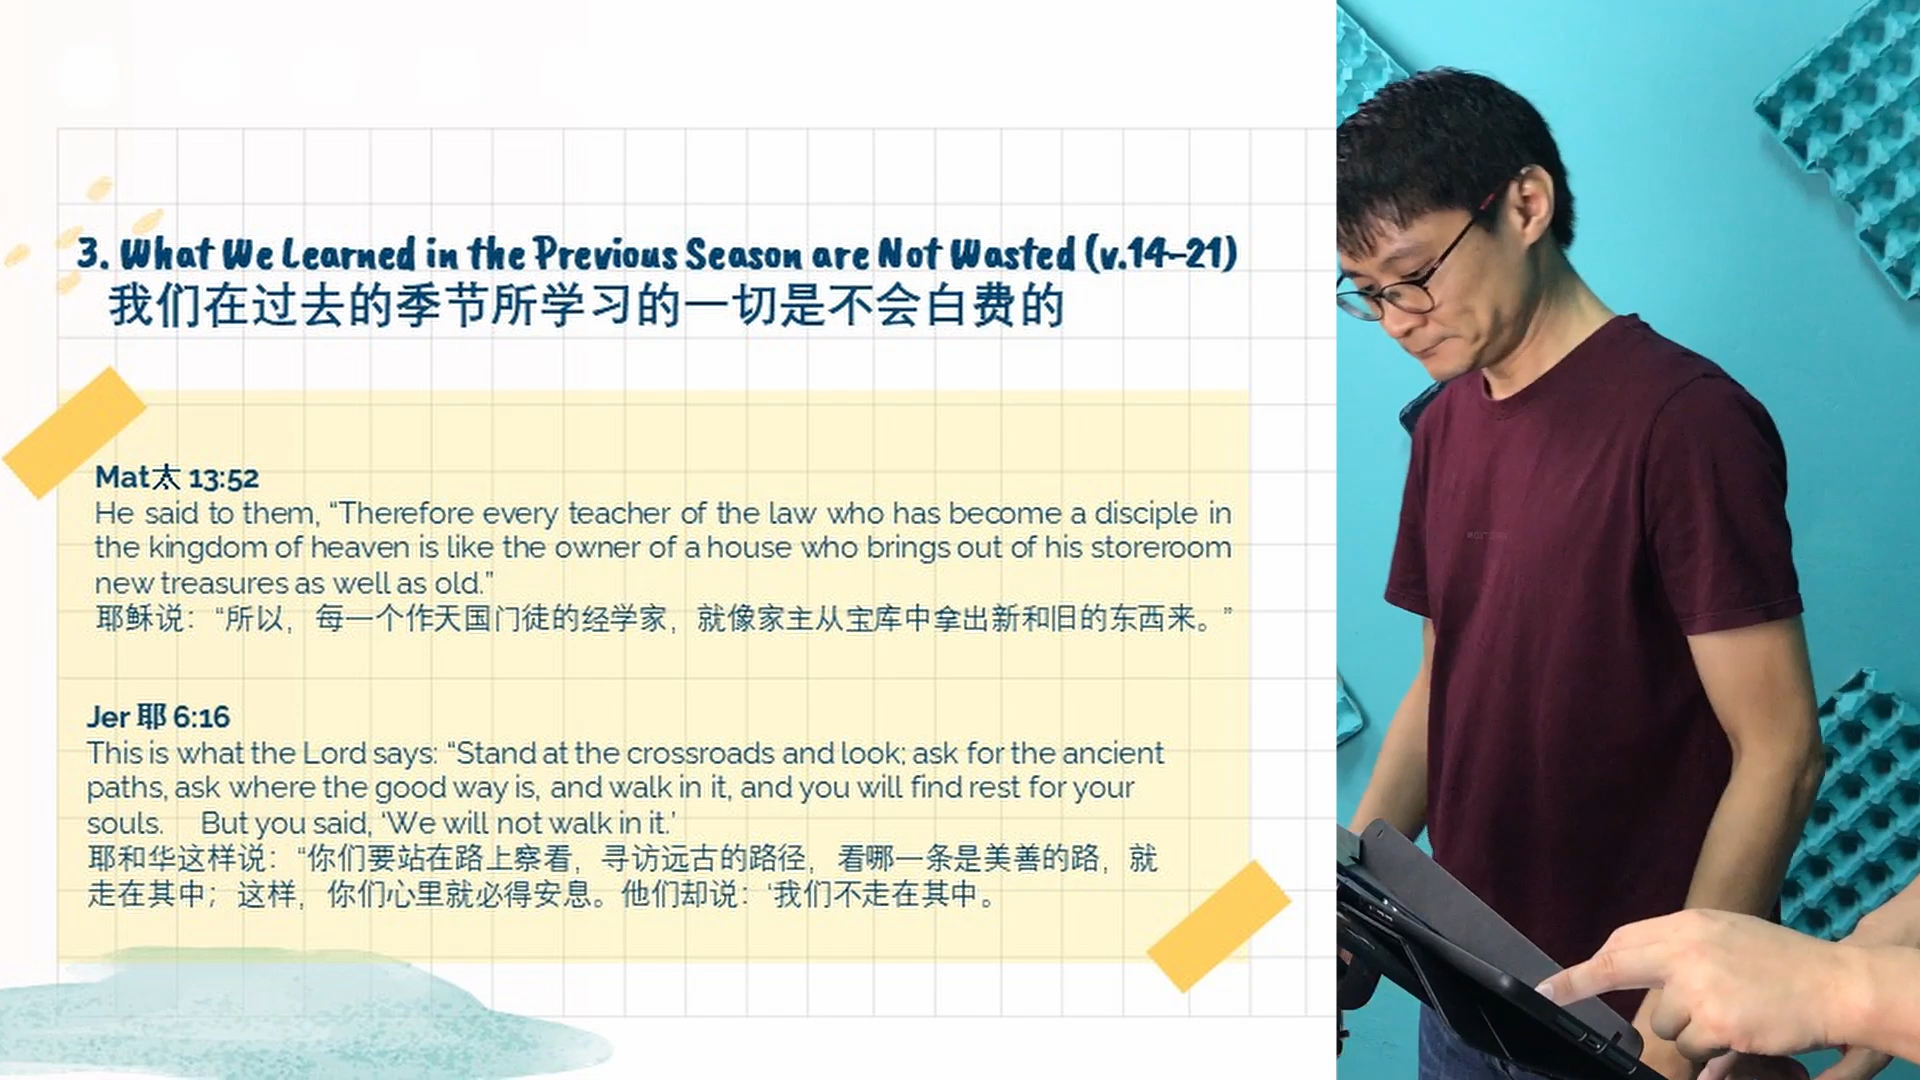 3. What We Learned in the Previous Season are Not Wasted (v.14-21)
我们在过去的季节所学习的一切是不会白费的
Mat太 13:52
He said to them, “Therefore every teacher of the law who has become a disciple in
the kingdom of heaven is like the owner of a house who brings out of his storeroom
new treasures as well as old.”
耶稣说：“所以，每一个作天国门徒的经学家，就像家主从宝库中拿出新和旧的东西来。”
Jer 耶 6:16
This is what the Lord says: “Stand at the crossroads and look; ask for the ancient
paths, ask where the good way is, and walk in it, and you will find rest for your
souls. But you said, ‘We will not walk in it.’
耶和华这样说：“你们要站在路上察看，寻访远古的路径，看哪一条是美善的路，就
走在其中；这样，你们心里就必得安息。他们却说：‘我们不走在其中。